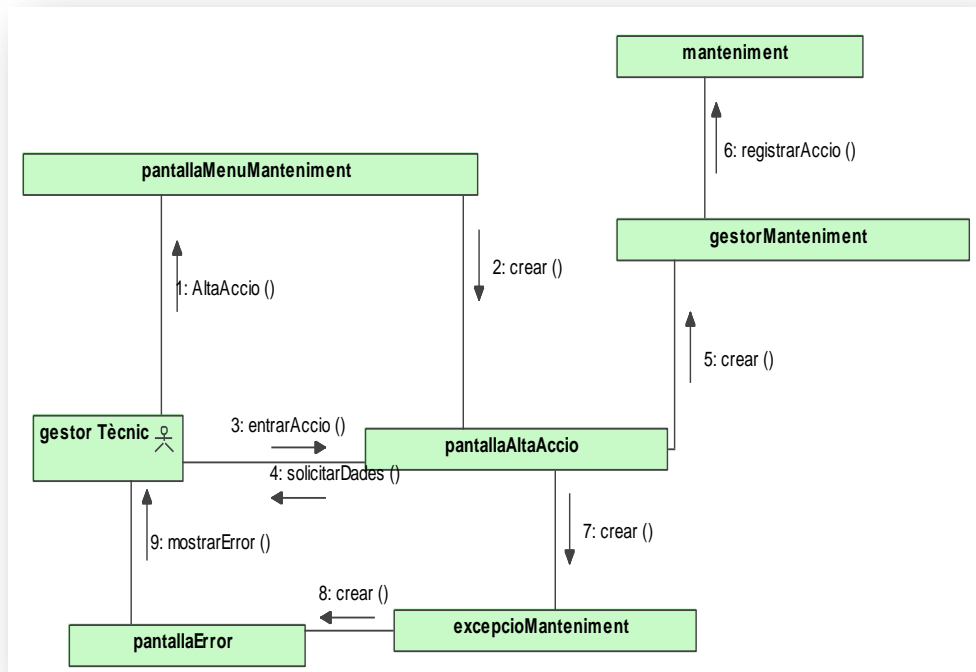 manteniment
6: registrarAccio ()
pantallaMenuManteniment
gestorManteniment
2: crear ()
1: AltaAccio ()
5: crear ()
gestor Tècnic
3: entrarAccio ()
pantallaAltaAccio
4: solicitarDades ()
7: crear ()
9: mostrarError ()
8: crear ()
excepcioManteniment
pantallaError